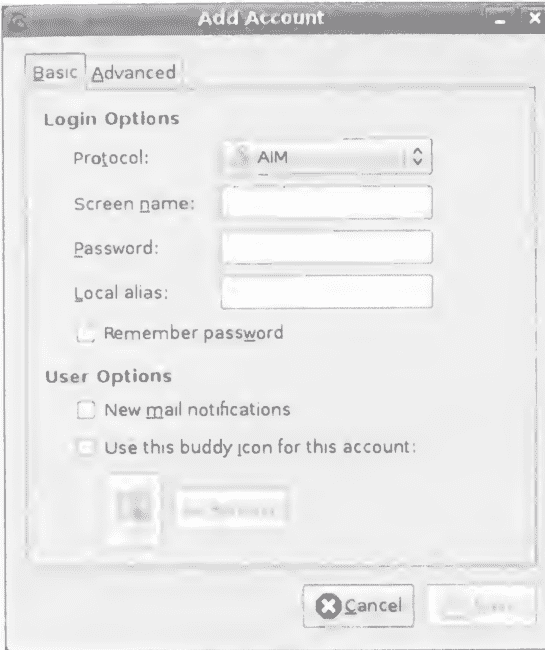 Add Account
Basic Advanced
Login Options
Protocol: AIM
Screen name:
Password:
Local alias:
Remember password
User Options
New mail notifications
Use this buddy icon for this account:
Cancel